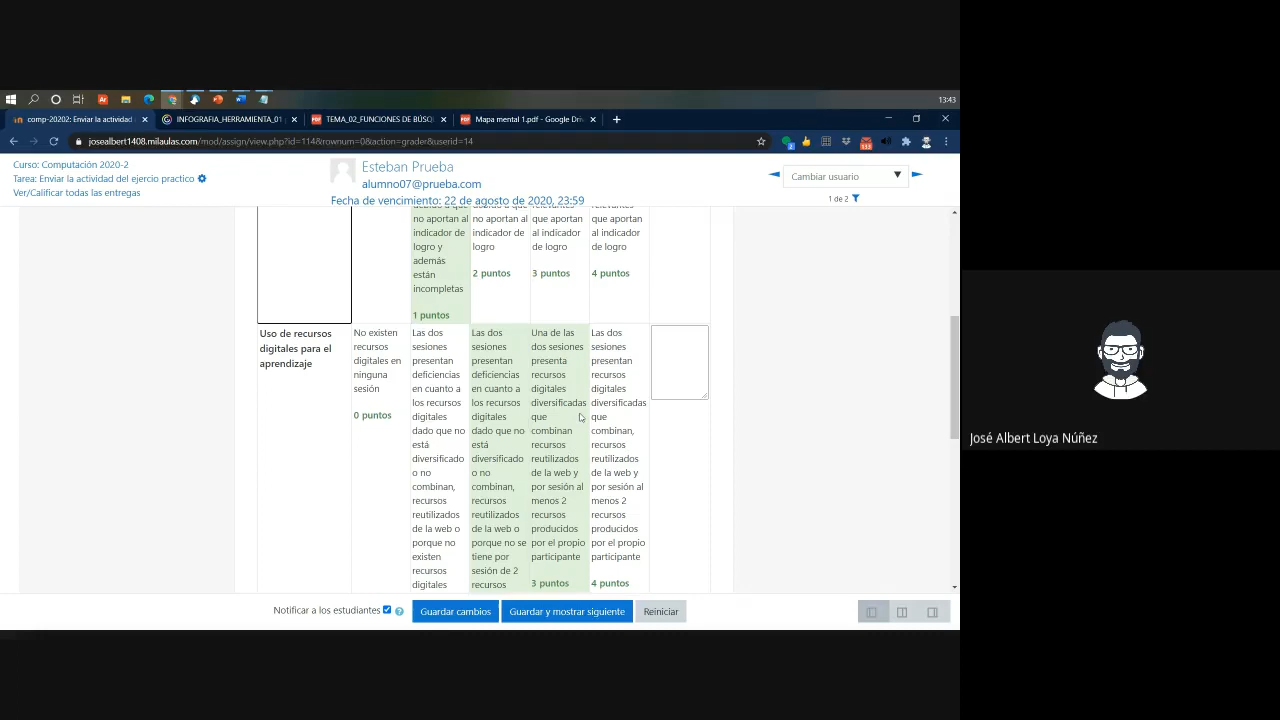 13:43
comp-20202: Enviar la actividad
INFOGRAFIA_HERRAMIENTA_01
TEMA_02_FUNCIONES DE BÚSQ
Mapa mental 1.pdf - Google Dri
josealbert1408.milaulas.com/mod/assign/view.php?id=114&rownum=0&action=grader&userid=14
Curso: Computación 2020-2
Tarea: Enviar la actividad del ejercicio practico
Ver/Calificar todas las entregas
Esteban Prueba
alumno07@prueba.com
Fecha de vencimiento: 22 de agosto de 2020, 23:59
Cambiar usuario
1 de 2
no aportan al
indicador de
logro y
además
están
incompletas
1 puntos
no aportan al
indicador de
logro
2 puntos
que aportan
al indicador
de logro
3 puntos
que aportan
al indicador
de logro
4 puntos
Uso de recursos
digitales para el
aprendizaje
No existen
recursos
digitales en
ninguna
sesión
0 puntos
Las dos
sesiones
presentan
deficiencias
en cuanto a
los recursos
digitales
dado que no
está
diversificado
o no
combinan,
recursos
reutilizados
de la web o
porque no
existen
recursos
digitales
Las dos
sesiones
presentan
deficiencias
en cuanto a
los recursos
digitales
dado que no
está
diversificado
o no
combinan,
recursos
reutilizados
de la web o
porque no se
tiene por
sesión de 2
recursos
Una de las
dos sesiones
presenta
recursos
digitales
diversificadas
que
combinan
recursos
reutilizados
de la web y
por sesión al
menos 2
recursos
producidos
por el propio
participante
3 puntos
Las dos
sesiones
presentan
recursos
digitales
diversificadas
que
combinan,
recursos
reutilizados
de la web y
por sesión al
menos 2
recursos
producidos
por el propio
participante
4 puntos
Notificar a los estudiantes
Guardar cambios
Guardar y mostrar siguiente
Reiniciar
José Albert Loya Núñez